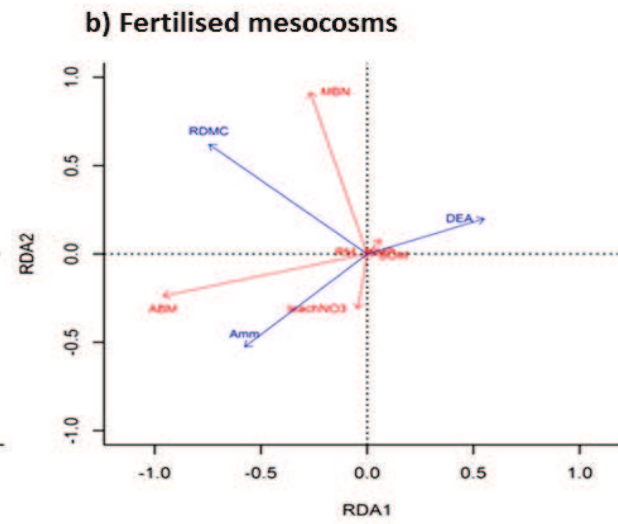 b) Fertilised mesocosms
1.0
MBN
RDMC
0.5
DEA
RDA2
0.0
ABM
leachNO3
Amm
-0.5
-1.0
-1.0 -0.5 0.0 0.5 1.0
RDA1